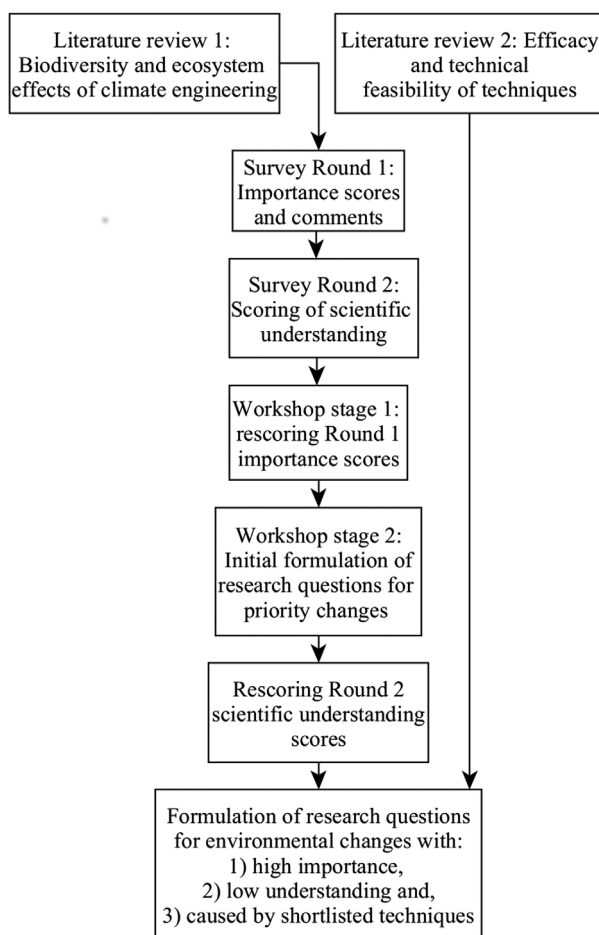 Literature review 1:
Biodiversity and ecosystem
effects of climate engineering
Literature review 2: Efficacy
and technical
feasibility of techniques
Survey Round 1:
Importance scores
and comments
Survey Round 2:
Scoring of scientific
understanding
Workshop stage 1:
rescoring Round 1
importance scores
Workshop stage 2:
Initial formulation of
research questions for
priority changes
Rescoring Round 2
scientific understanding
scores
Formulation of research questions
for environmental changes with:
1) high importance,
2) low understanding and,
3) caused by shortlisted techniques